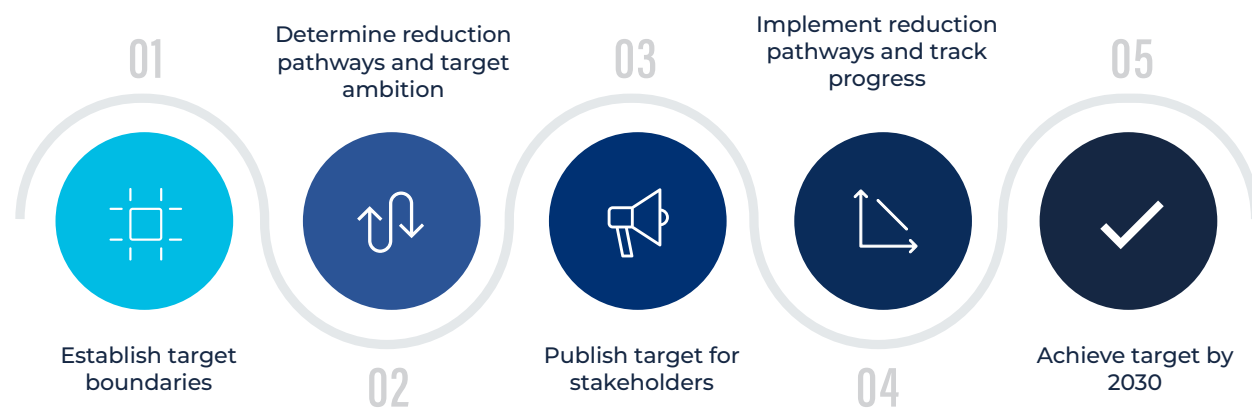 01
Establish target
boundaries
Determine reduction
pathways and target
ambition
02
03
Publish target for
stakeholders
Implement reduction
pathways and track
progress
04
05
Achieve target by
2030